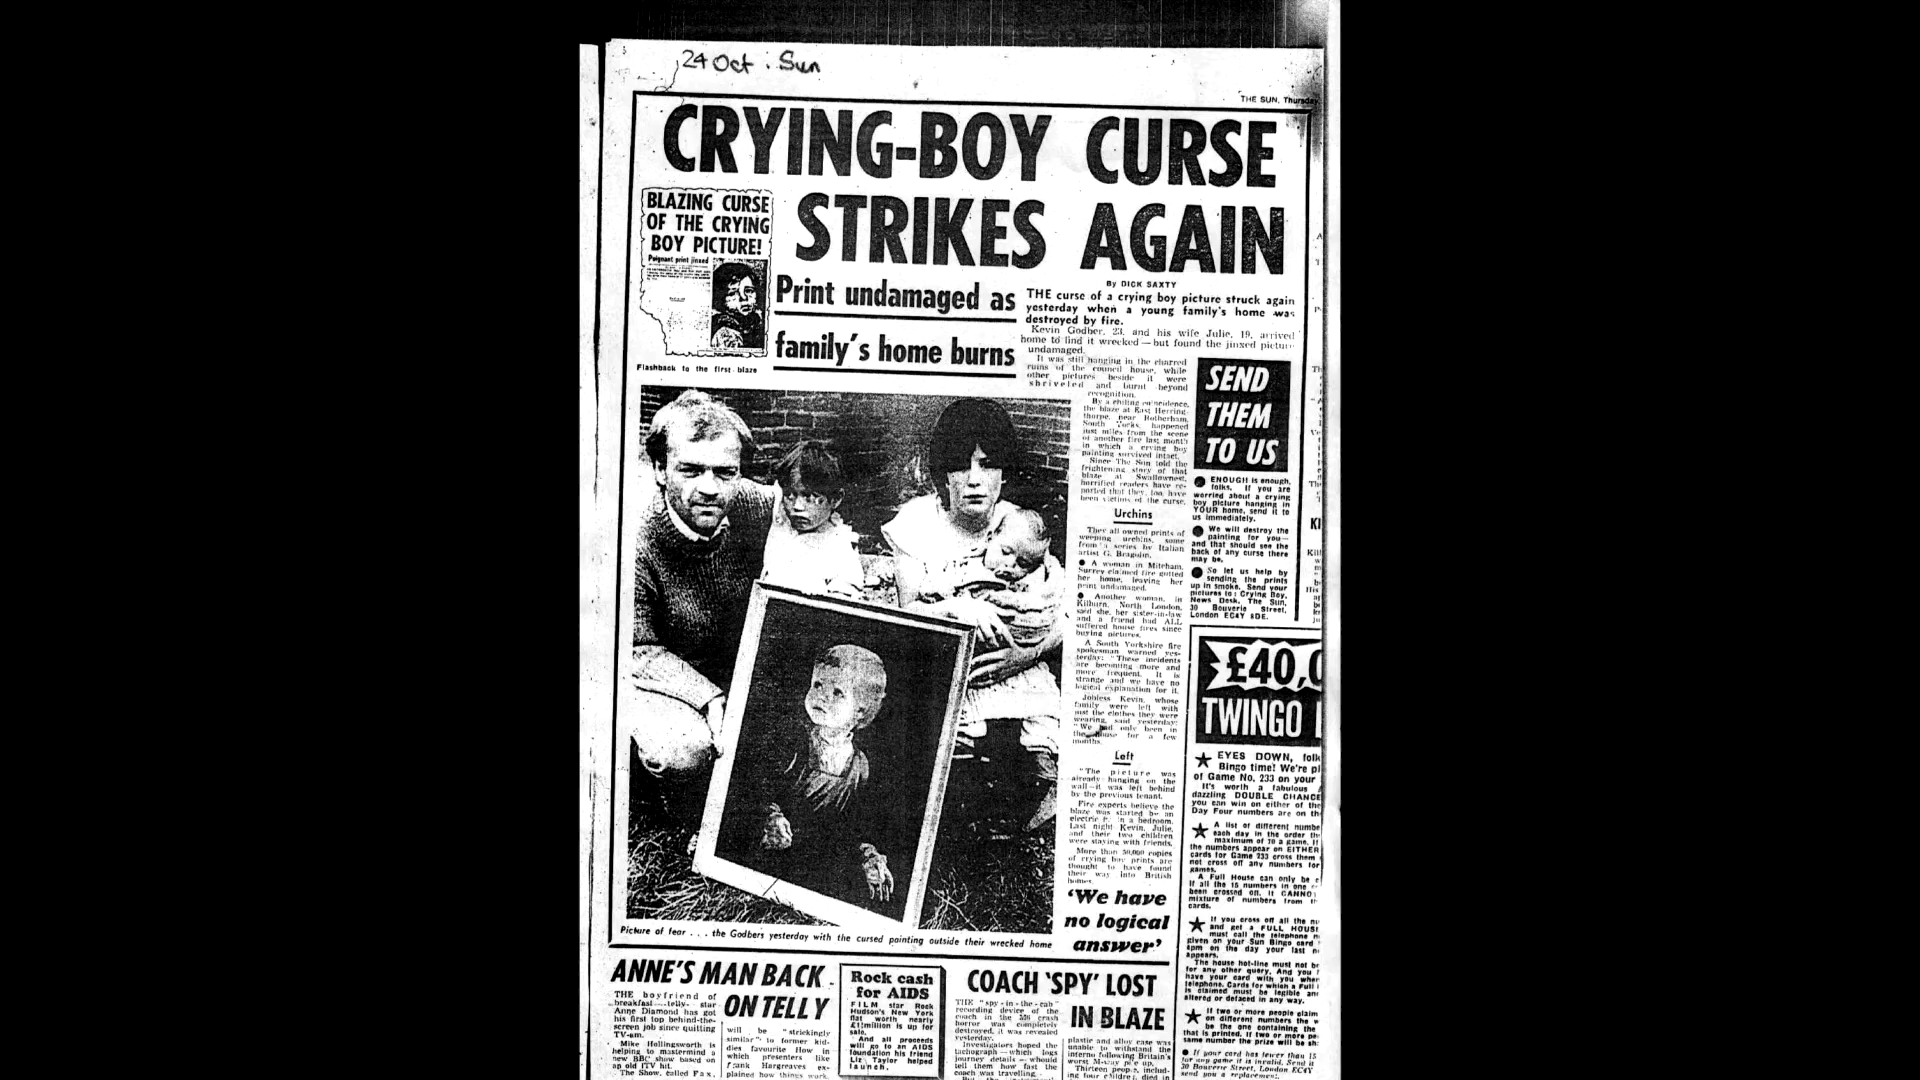 24 Oct : Sun
THE SUN, Thursday
CRYING-BOY CURSE
STRIKES AGAIN
BLAZING CURSE
OF THE CRYING
BOY PICTURE!
Poignant print jinxed
Flashback to the first blaze
Print undamaged as
family's home burns
By DICK SAXTY
THE curse of a crying boy picture struck again
yesterday when a young family's home was
destroyed by fire.
Kevin Godber, 23, and his wife Julie, 19, arrived
home to find it wrecked — but found the jinxed picture
undamaged.
It was still hanging in the charred
ruins of the council house, while
other pictures beside it were
shriveled and burnt beyond
recognition.
By a chilling coincidence,
the blaze at East Herring-
thorpe, near Rotherham,
South Yorks, happened
just miles from the scene
of another fire last month
in which a crying boy
painting survived intact.
Since The Sun told the
frightening story of that
blaze at Swallownest,
horrified readers have re-
ported that they, too, have
been victims of the curse.
Urchins
They all owned prints of
weeping urchins, some
from a series by Italian
artist G. Bragolin.
● A woman in Mitcham,
Surrey claimed fire gutted
her home, leaving her
print undamaged.
● Another woman, in
Kilburn, North London,
said she, her sister-in-law
and a friend had ALL
suffered house fires since
buying pictures.
A South Yorkshire fire
spokesman warned yes-
terday: "These incidents
are becoming more and
more frequent. It is
strange and we have no
logical explanation for it.
Jobless Kevin, whose
family were left with
just the clothes they were
wearing, said yesterday:
"We had only been in
the house for a few
months.
Left
"The picture was
already hanging on the
wall—it was left behind
by the previous tenant.
Fire experts believe the
blaze was started by an
electric in a bedroom.
Last night Kevin, Julie,
and their two children
were staying with friends.
More than 50,000 copies
of crying boy prints are
thought to have found
their way into British
homes.
'We have
no logical
answer'
Picture of fear . . . the Godbers yesterday with the cursed painting outside their wrecked home
SEND
THEM
TO US
● ENOUGH is enough,
folks. If you are
worried about a crying
boy picture hanging in
YOUR home, send it to
us immediately.
● We will destroy the
painting for you—
and that should see the
back of any curse there
may be.
● So let us help by
sending the prints
up in smoke. Send your
pictures to: Crying Boy,
News Desk, The Sun,
30 Bouverie Street,
London EC4Y 8DE.
£40,0
TWINGO
★ EYES DOWN, folk
Bingo time! We're pl
of Game No. 233 on your
It's worth a fabulous
dazzling DOUBLE CHANCE
you can win on either of the
Day Four numbers are on th
★ A list of different numbe
each day in the order th
maximum of 70 a game. If
the numbers appear on EITHER
cards for Game 233 cross them
not cross off any numbers for
games.
A Full House can only be c
if all the 15 numbers in one
been crossed off. It CANNOT
mixture of numbers from
cards.
★ If you cross off all the nu
and get a FULL HOUSE
must call the telephone n
given on your Sun Bingo card
4pm on the day your last n
appears.
The house hot-line must not be
for any other query. And you
have your card with you when
telephone. Cards for which a Full
is claimed must be legible and
altered or defaced in any way.
★ If two or more people claim
on different numbers the w
be the one containing the
that is printed. If two or more pe
same number the prize will be sh
● If your card has fewer than 15
for any game it is invalid. Send it
30 Bouverie Street, London EC4Y
send you a replacement.
ANNE'S MAN BACK
ON TELLY
THE boyfriend of
breakfast-telly star
Anne Diamond has got
his first top behind-the-
screen job since quitting
TV-am.
Mike Hollingsworth is
helping to mastermind a
new BBC show based on
an old ITV hit.
The Show, called Fax,
will be "strickingly
similar" to former kid-
dies favourite How in
which presenters like
Frank Hargreaves ex-
plained how things work.
Rock cash
for AIDS
FILM star Rock
Hudson's New York
flat worth nearly
£1½million is up for
sale.
And all proceeds
will go to an AIDS
foundation his friend
Liz Taylor helped
launch.
COACH 'SPY' LOST
IN BLAZE
THE "spy-in-the-cab"
recording device of the
coach in the M6 crash
horror was completely
destroyed, it was revealed
yesterday.
Investigators hoped the
tachograph—which logs
journey details—would
tell them how fast the
coach was travelling.
plastic and alloy case was
unable to withstand the
inferno following Britain's
worst M-way pile up.
Thirteen people, includ-
ing four children, died in